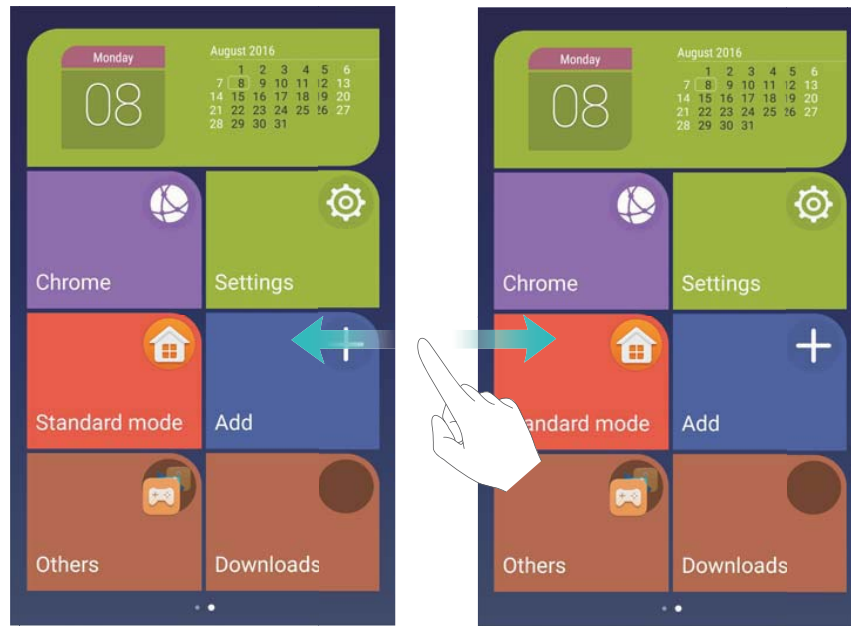 Monday
08
August 2016
1 2 3 4 5 6
7 8 9 10 11 12 13
14 15 16 17 18 19 20
21 22 23 24 25 26 27
28 29 30 31
Chrome
Settings
Standard mode
Add
Others
Downloads
Monday
08
August 2016
1 2 3 4 5 6
7 8 9 10 11 12 13
14 15 16 17 18 19 20
21 22 23 24 25 26 27
28 29 30 31
Chrome
Settings
andard mode
Add
Others
Downloads